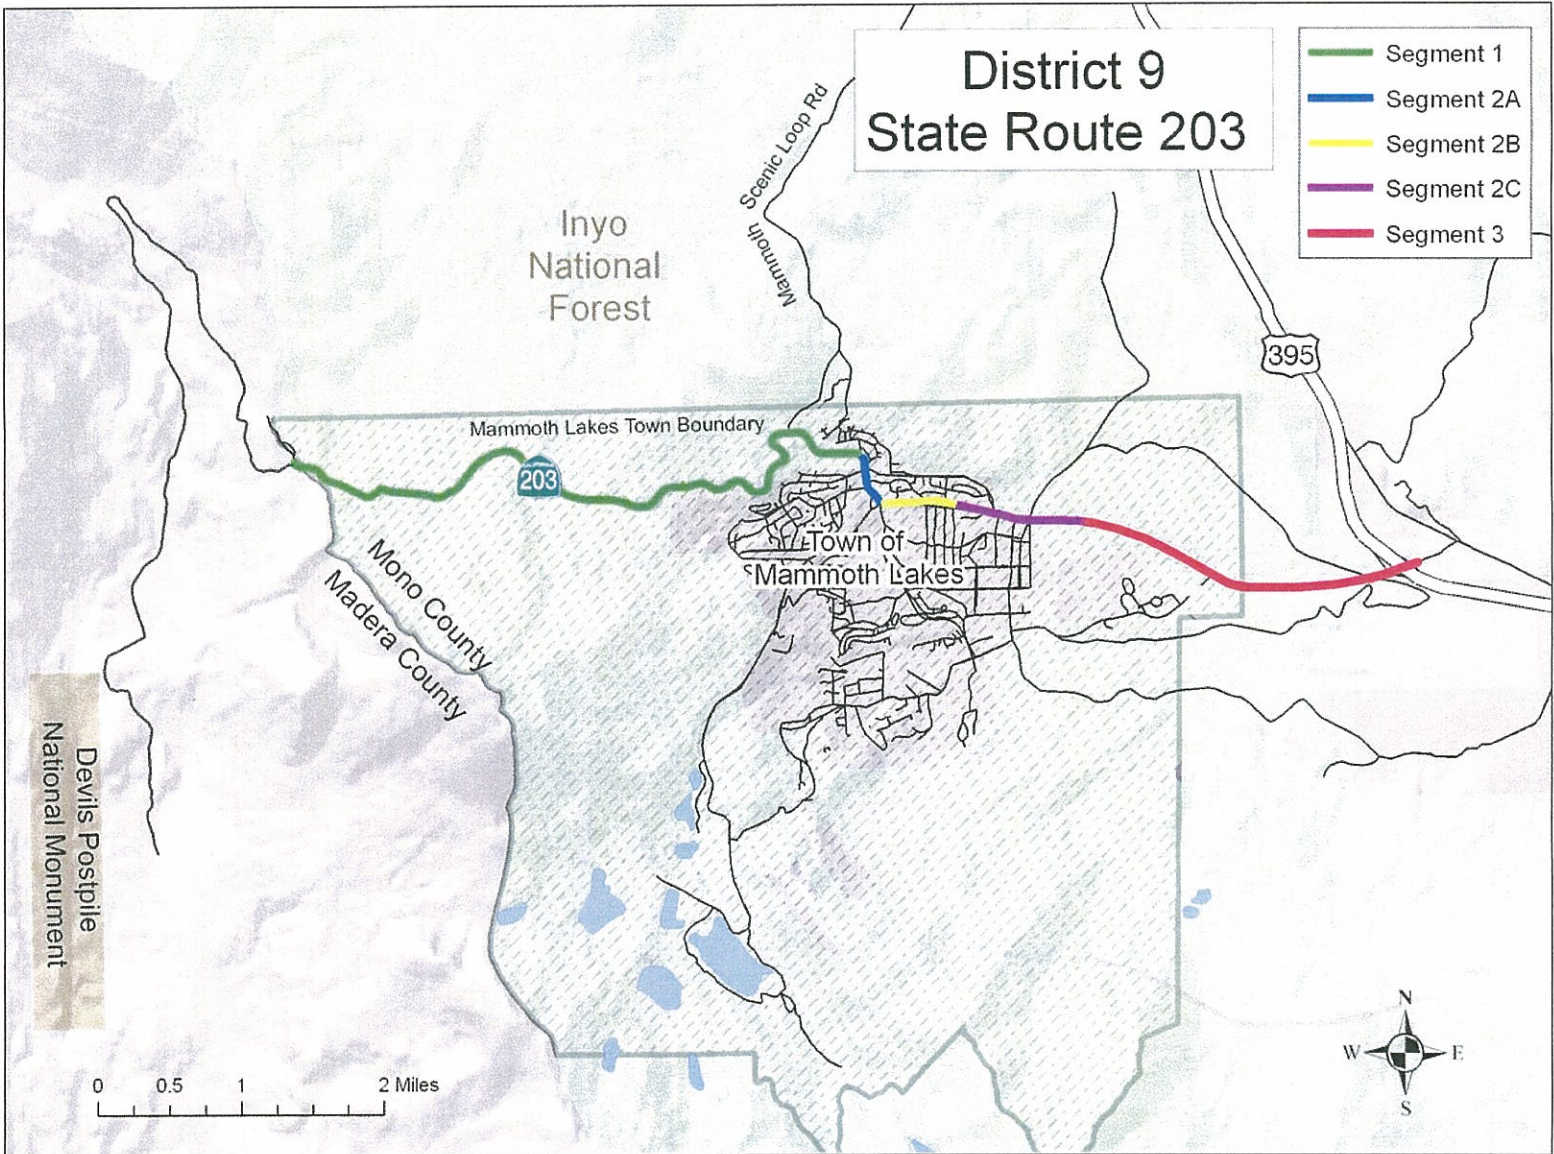 District 9
State Route 203
Segment 1
Segment 2A
Segment 2B
Segment 2C
Segment 3
Mammoth Scenic Loop Rd
Inyo
National
Forest
395
Mammoth Lakes Town Boundary
CALIFORNIA
203
Town of
Mammoth Lakes
Mono County
Madera County
Devils Postpile
National Monument
0 0.5 1 2 Miles
N
W E
S